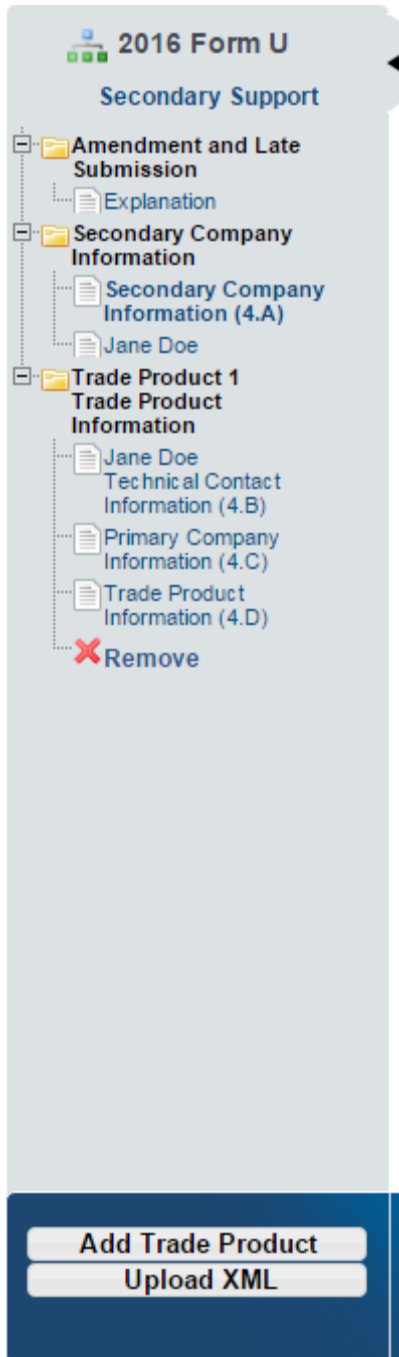 2016 Form U
Secondary Support
Amendment and Late
Submission
Explanation
Secondary Company
Information
Secondary Company
Information (4.A)
Jane Doe
Trade Product 1
Trade Product
Information
Jane Doe
Technical Contact
Information (4.B)
Primary Company
Information (4.C)
Trade Product
Information (4.D)
Remove
Add Trade Product
Upload XML